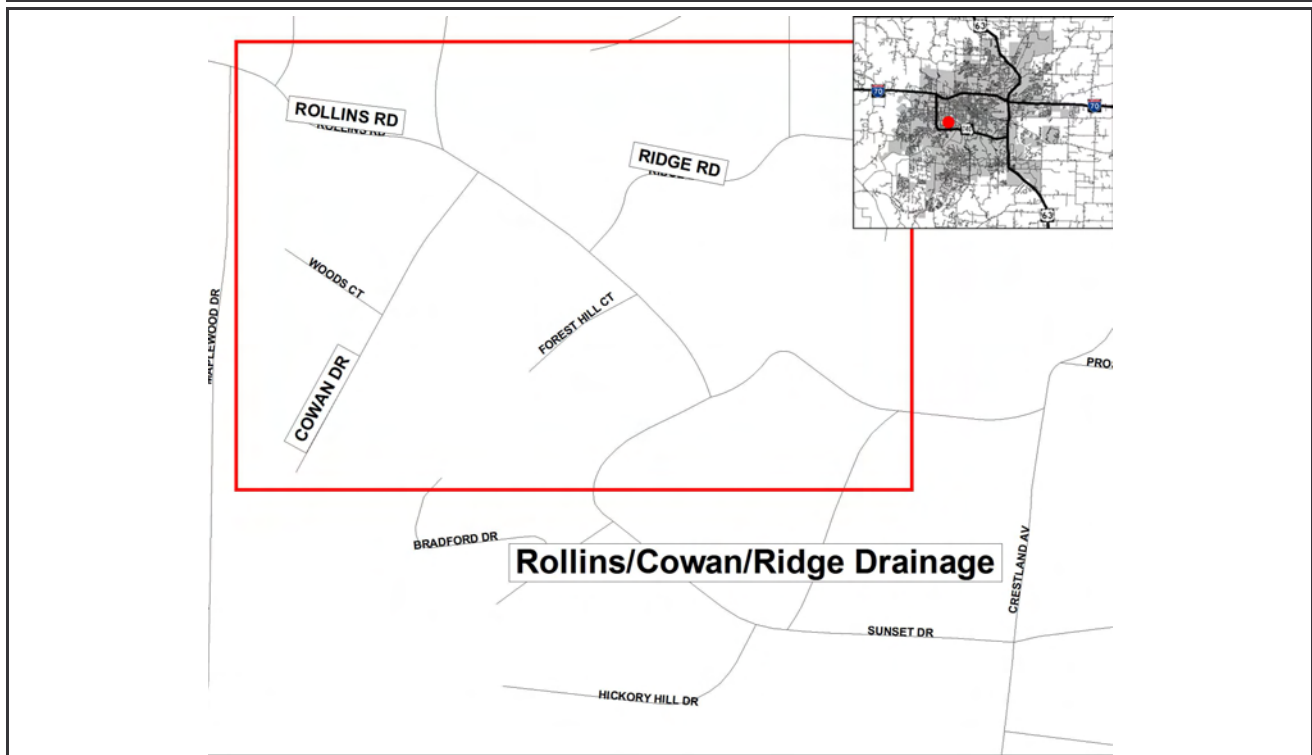 63
70
70
63
ROLLINS RD
ROLLINS RD
RIDGE RD
WOODS CT
MAPLEWOOD DR
FOREST HILL CT
COWAN DR
PRO
BRADFORD DR
Rollins/Cowan/Ridge Drainage
CRESTLAND AV
SUNSET DR
HICKORY HILL DR